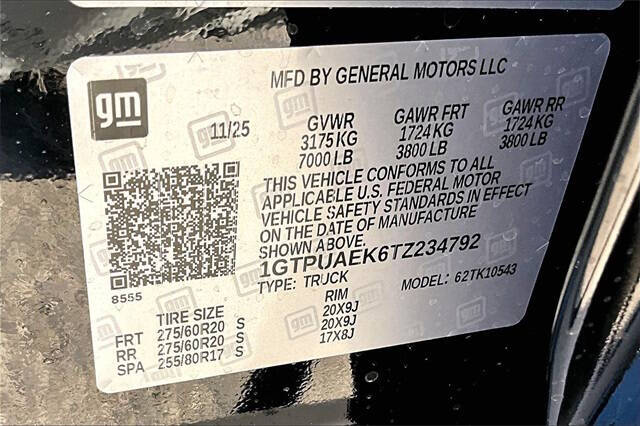 gm
MFD BY GENERAL MOTORS LLC
11/25
GVWR GAWR FRT GAWR RR
3175 KG 1724 KG 1724 KG
7000 LB 3800 LB 3800 LB
THIS VEHICLE CONFORMS TO ALL
APPLICABLE U.S. FEDERAL MOTOR
VEHICLE SAFETY STANDARDS IN EFFECT
ON THE DATE OF MANUFACTURE
SHOWN ABOVE.
1GTPUAEK6TZ234792
TYPE: TRUCK MODEL: 62TK10543
8555
TIRE SIZE RIM
FRT 275/60R20 S 20X9J
RR 275/60R20 S 20X9J
SPA 255/80R17 S 17X8J